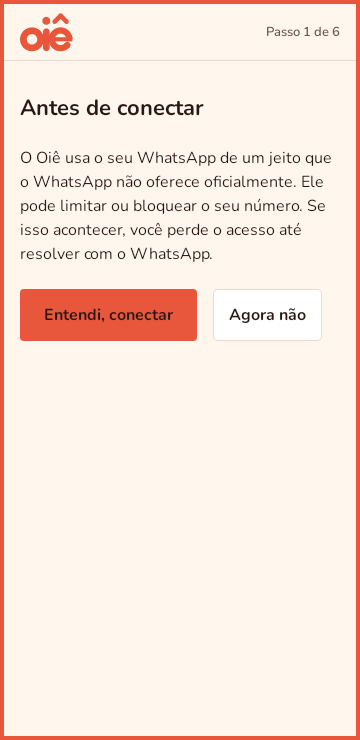 oiê
Passo 1 de 6
Antes de conectar
O Oiê usa o seu WhatsApp de um jeito que
o WhatsApp não oferece oficialmente. Ele
pode limitar ou bloquear o seu número. Se
isso acontecer, você perde o acesso até
resolver com o WhatsApp.
Entendi, conectar
Agora não